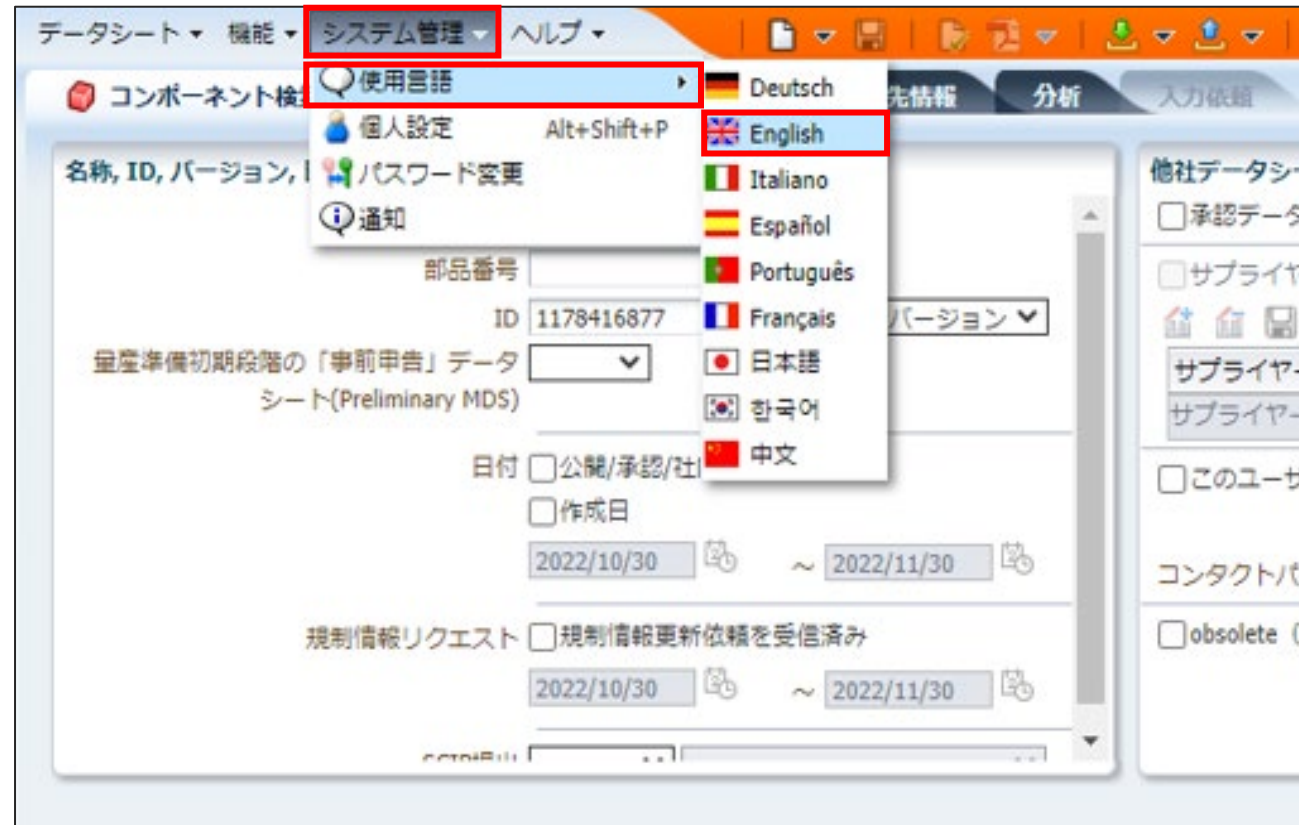 データシート 機能 システム管理 ヘルプ
使用言語
個人設定 Alt+Shift+P
パスワード変更
通知
Deutsch
English
Italiano
Español
Português
Français
日本語
한국어
中文
コンポーネント検
先情報 分析 入力依頼
名称, ID, バージョン,
部品番号
ID 1178416877 バージョン
量産準備初期段階の「事前申告」データ
シート(Preliminary MDS)
日付 公開/承認/社
作成日
2022/10/30 ~ 2022/11/30
規制情報リクエスト 規制情報更新依頼を受信済み
2022/10/30 ~ 2022/11/30
他社データシー
承認データ
サプライヤ
サプライヤー
サプライヤー
このユーサ
コンタクトパ
obsolete (